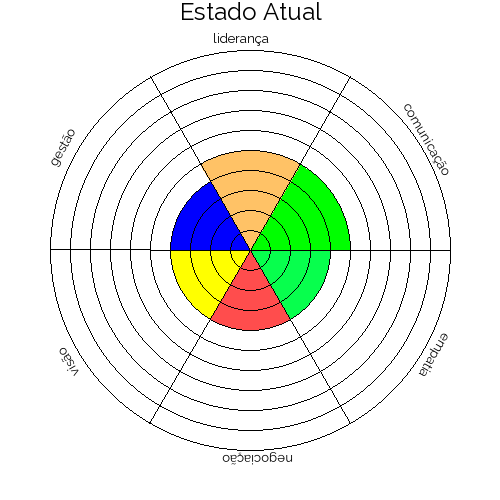 Estado Atual
liderança
comunicação
empatia
negociação
visão
gestão